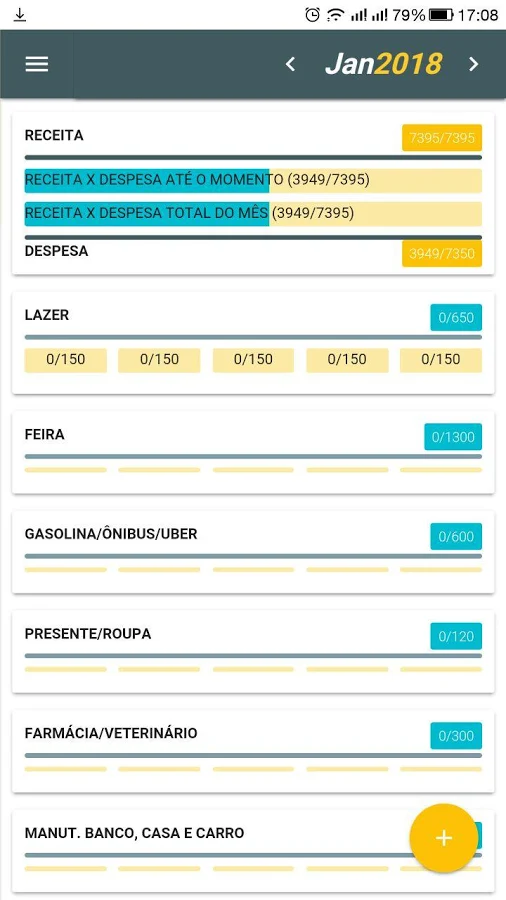 79% 17:08
Jan2018
RECEITA 7395/7395
RECEITA X DESPESA ATÉ O MOMENTO (3949/7395)
RECEITA X DESPESA TOTAL DO MÊS (3949/7395)
DESPESA 3949/7350
LAZER 0/650
0/150 0/150 0/150 0/150 0/150
FEIRA 0/1300
GASOLINA/ÔNIBUS/UBER 0/600
PRESENTE/ROUPA 0/120
FARMÁCIA/VETERINÁRIO 0/300
MANUT. BANCO, CASA E CARRO
+